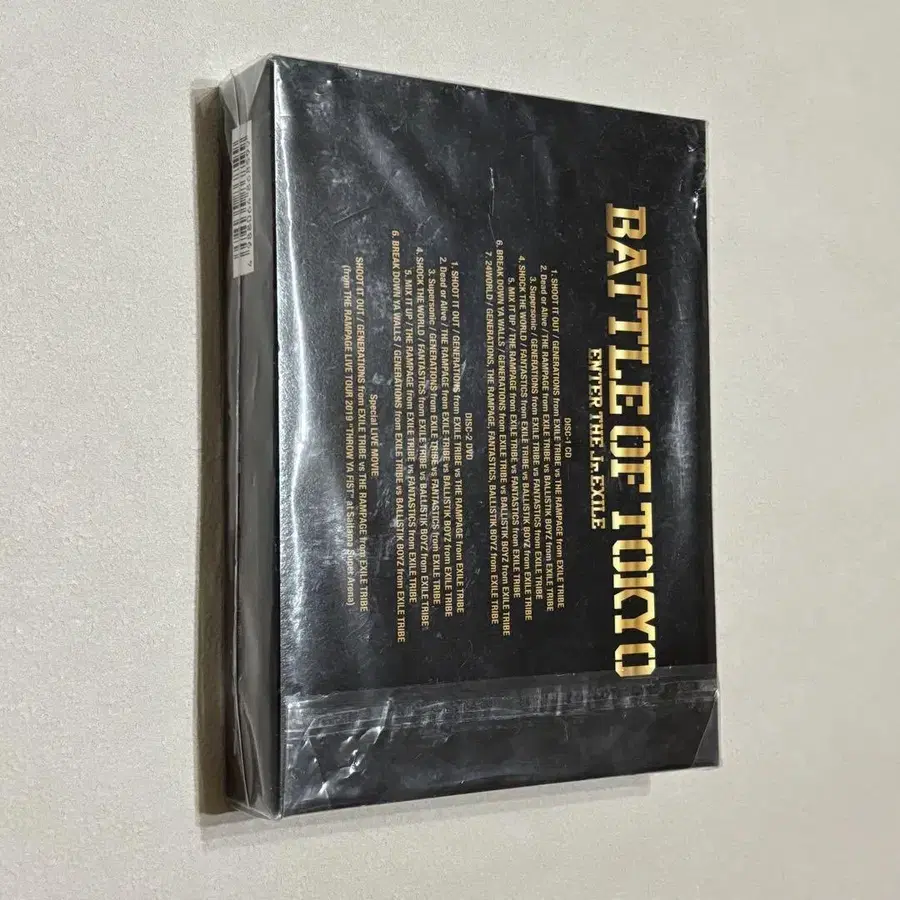 BATTLE OF TOKYO
ENTER THE Jr.EXILE
DISC-1 CD
1. SHOOT IT OUT / GENERATIONS from EXILE TRIBE vs THE RAMPAGE from EXILE TRIBE
2. Dead or Alive / THE RAMPAGE from EXILE TRIBE vs BALLISTIK BOYZ from EXILE TRIBE
3. Supersonic / GENERATIONS from EXILE TRIBE vs FANTASTICS from EXILE TRIBE
4. SHOCK THE WORLD / FANTASTICS from EXILE TRIBE vs BALLISTIK BOYZ from EXILE TRIBE
5. MIX IT UP / THE RAMPAGE from EXILE TRIBE vs FANTASTICS from EXILE TRIBE
6. BREAK DOWN YA WALLS / GENERATIONS from EXILE TRIBE vs BALLISTIK BOYZ from EXILE TRIBE
7. 24WORLD / GENERATIONS, THE RAMPAGE, FANTASTICS, BALLISTIK BOYZ from EXILE TRIBE
DISC-2 DVD
1. SHOOT IT OUT / GENERATIONS from EXILE TRIBE vs THE RAMPAGE from EXILE TRIBE
2. Dead or Alive / THE RAMPAGE from EXILE TRIBE vs BALLISTIK BOYZ from EXILE TRIBE
3. Supersonic / GENERATIONS from EXILE TRIBE vs FANTASTICS from EXILE TRIBE
4. SHOCK THE WORLD / FANTASTICS from EXILE TRIBE vs BALLISTIK BOYZ from EXILE TRIBE
5. MIX IT UP / THE RAMPAGE from EXILE TRIBE vs FANTASTICS from EXILE TRIBE
6. BREAK DOWN YA WALLS / GENERATIONS from EXILE TRIBE vs BALLISTIK BOYZ from EXILE TRIBE
Special LIVE MOVIE
SHOOT IT OUT / GENERATIONS from EXILE TRIBE vs THE RAMPAGE from EXILE TRIBE
(from THE RAMPAGE LIVE TOUR 2019 "THROW YA FIST" at Saitama Super Arena)